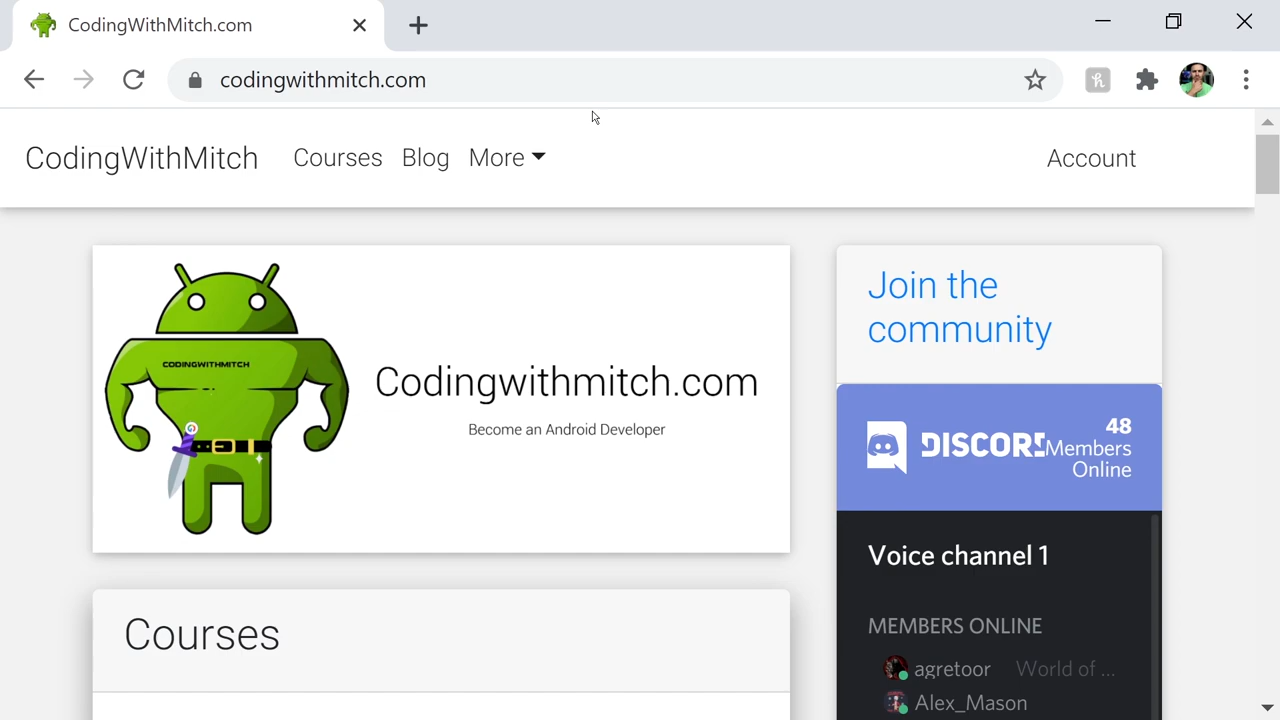 CodingWithMitch.com
codingwithmitch.com
CodingWithMitch
Courses
Blog
More
Account
CODINGWITHMITCH
Codingwithmitch.com
Become an Android Developer
Join the
community
DISCORD
48
Members
Online
Voice channel 1
MEMBERS ONLINE
agretoor World of ...
Alex_Mason
Courses